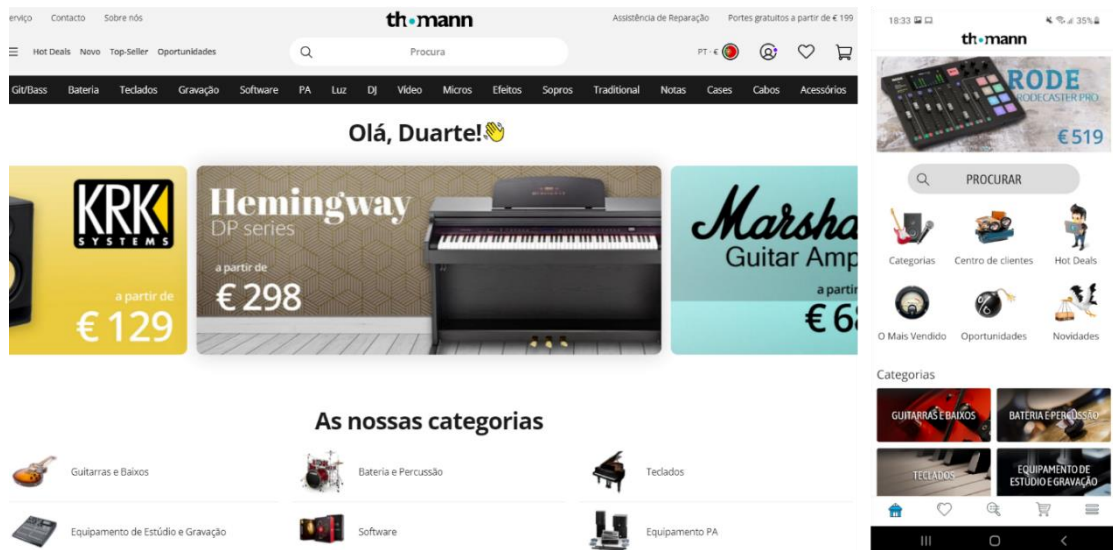 erviço Contacto Sobre nós
th•mann
Assistência de Reparação Portes gratuitos a partir de € 199
Hot Deals Novo Top-Seller Oportunidades
Procura
PT · €
Git/Bass Bateria Teclados Gravação Software PA Luz DJ Vídeo Micros Efeitos Sopros Traditional Notas Cases Cabos Acessórios
Olá, Duarte!
KRK
SYSTEMS
a partir de
€ 129
Hemingway
DP series
a partir de
€ 298
Marsha
Guitar Amp
a partir
€ 6
As nossas categorias
Guitarras e Baixos
Bateria e Percussão
Teclados
Equipamento de Estúdio e Gravação
Software
Equipamento PA
18:33
35%
th•mann
RODE
RODECASTER PRO
€ 519
PROCURAR
Categorias
Centro de clientes
Hot Deals
O Mais Vendido
Oportunidades
Novidades
Categorias
GUITARRAS E BAIXOS
BATERIA E PERCUSSÃO
TECLADOS
EQUIPAMENTO DE
ESTÚDIO E GRAVAÇÃO